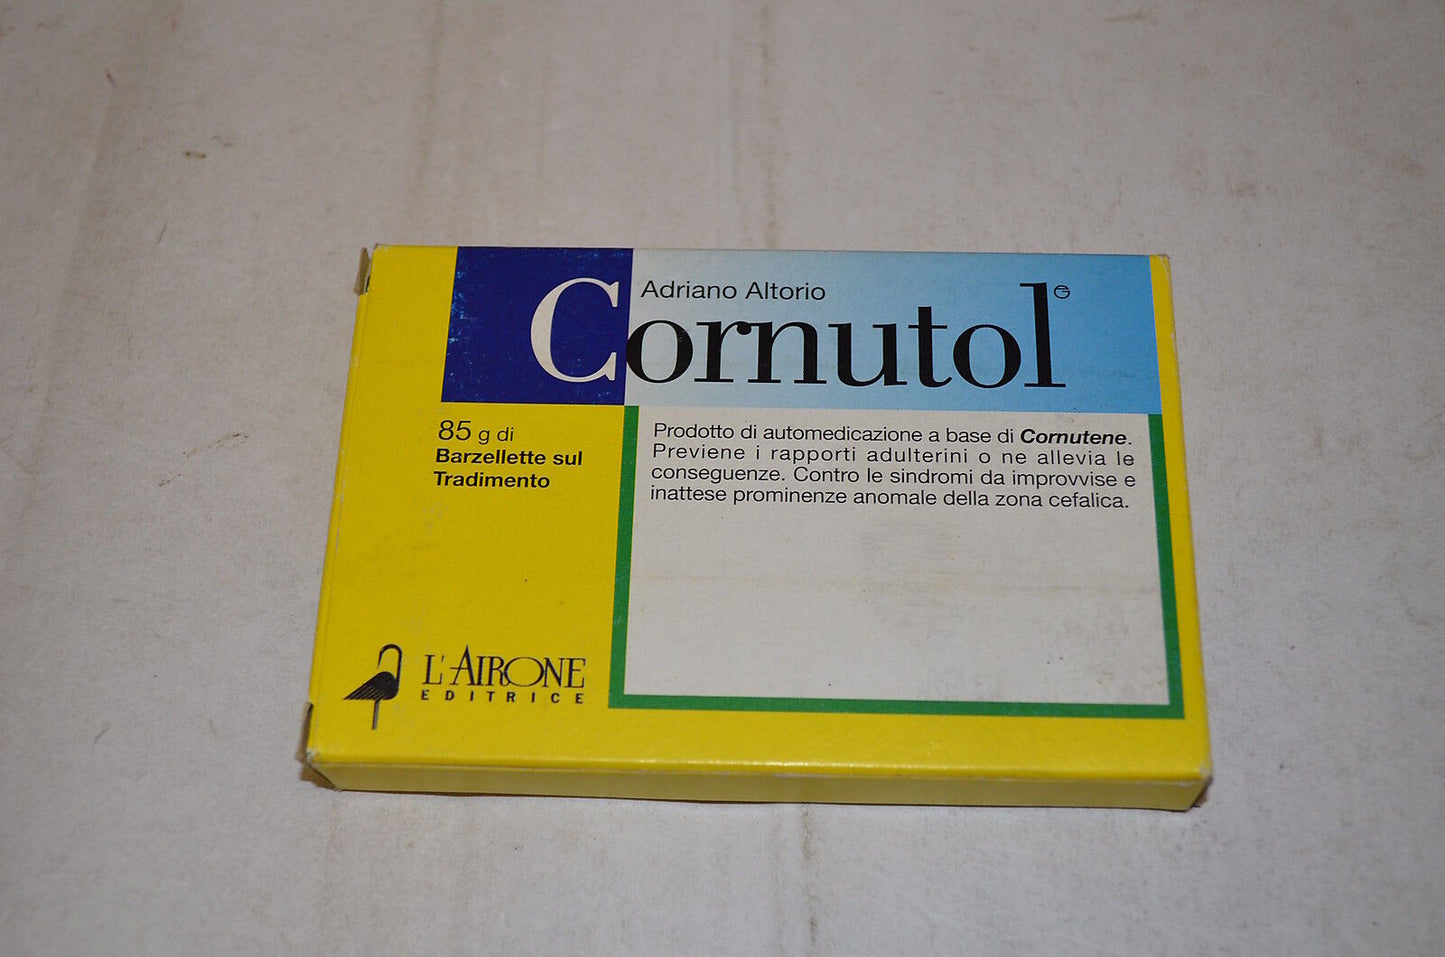 Adriano Altorio
Cornutol
85 g di
Barzellette sul
Tradimento
Prodotto di automedicazione a base di Cornutene.
Previene i rapporti adulterini o ne allevia le
conseguenze. Contro le sindromi da improvvise e
inattese prominenze anomale della zona cefalica.
L'AIRONE
EDITRICE